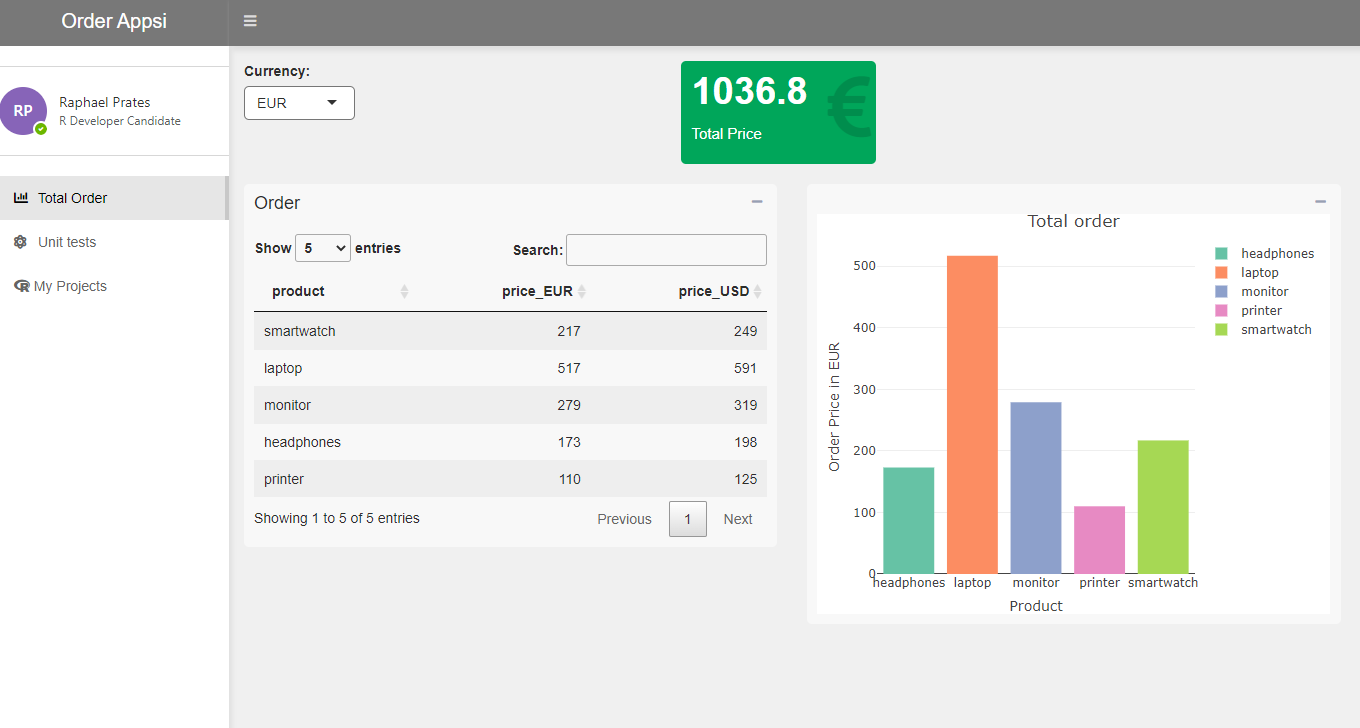 Order Appsi
RP
Raphael Prates
R Developer Candidate
Total Order
Unit tests
My Projects
Currency:
EUR
1036.8
Total Price
€
Order
Show 5 entries
Search:
product price_EUR price_USD
smartwatch 217 249
laptop 517 591
monitor 279 319
headphones 173 198
printer 110 125
Showing 1 to 5 of 5 entries
Previous 1 Next
Total order
500
400
300
200
100
0
Order Price in EUR
headphones laptop monitor printer smartwatch
Product
headphones
laptop
monitor
printer
smartwatch